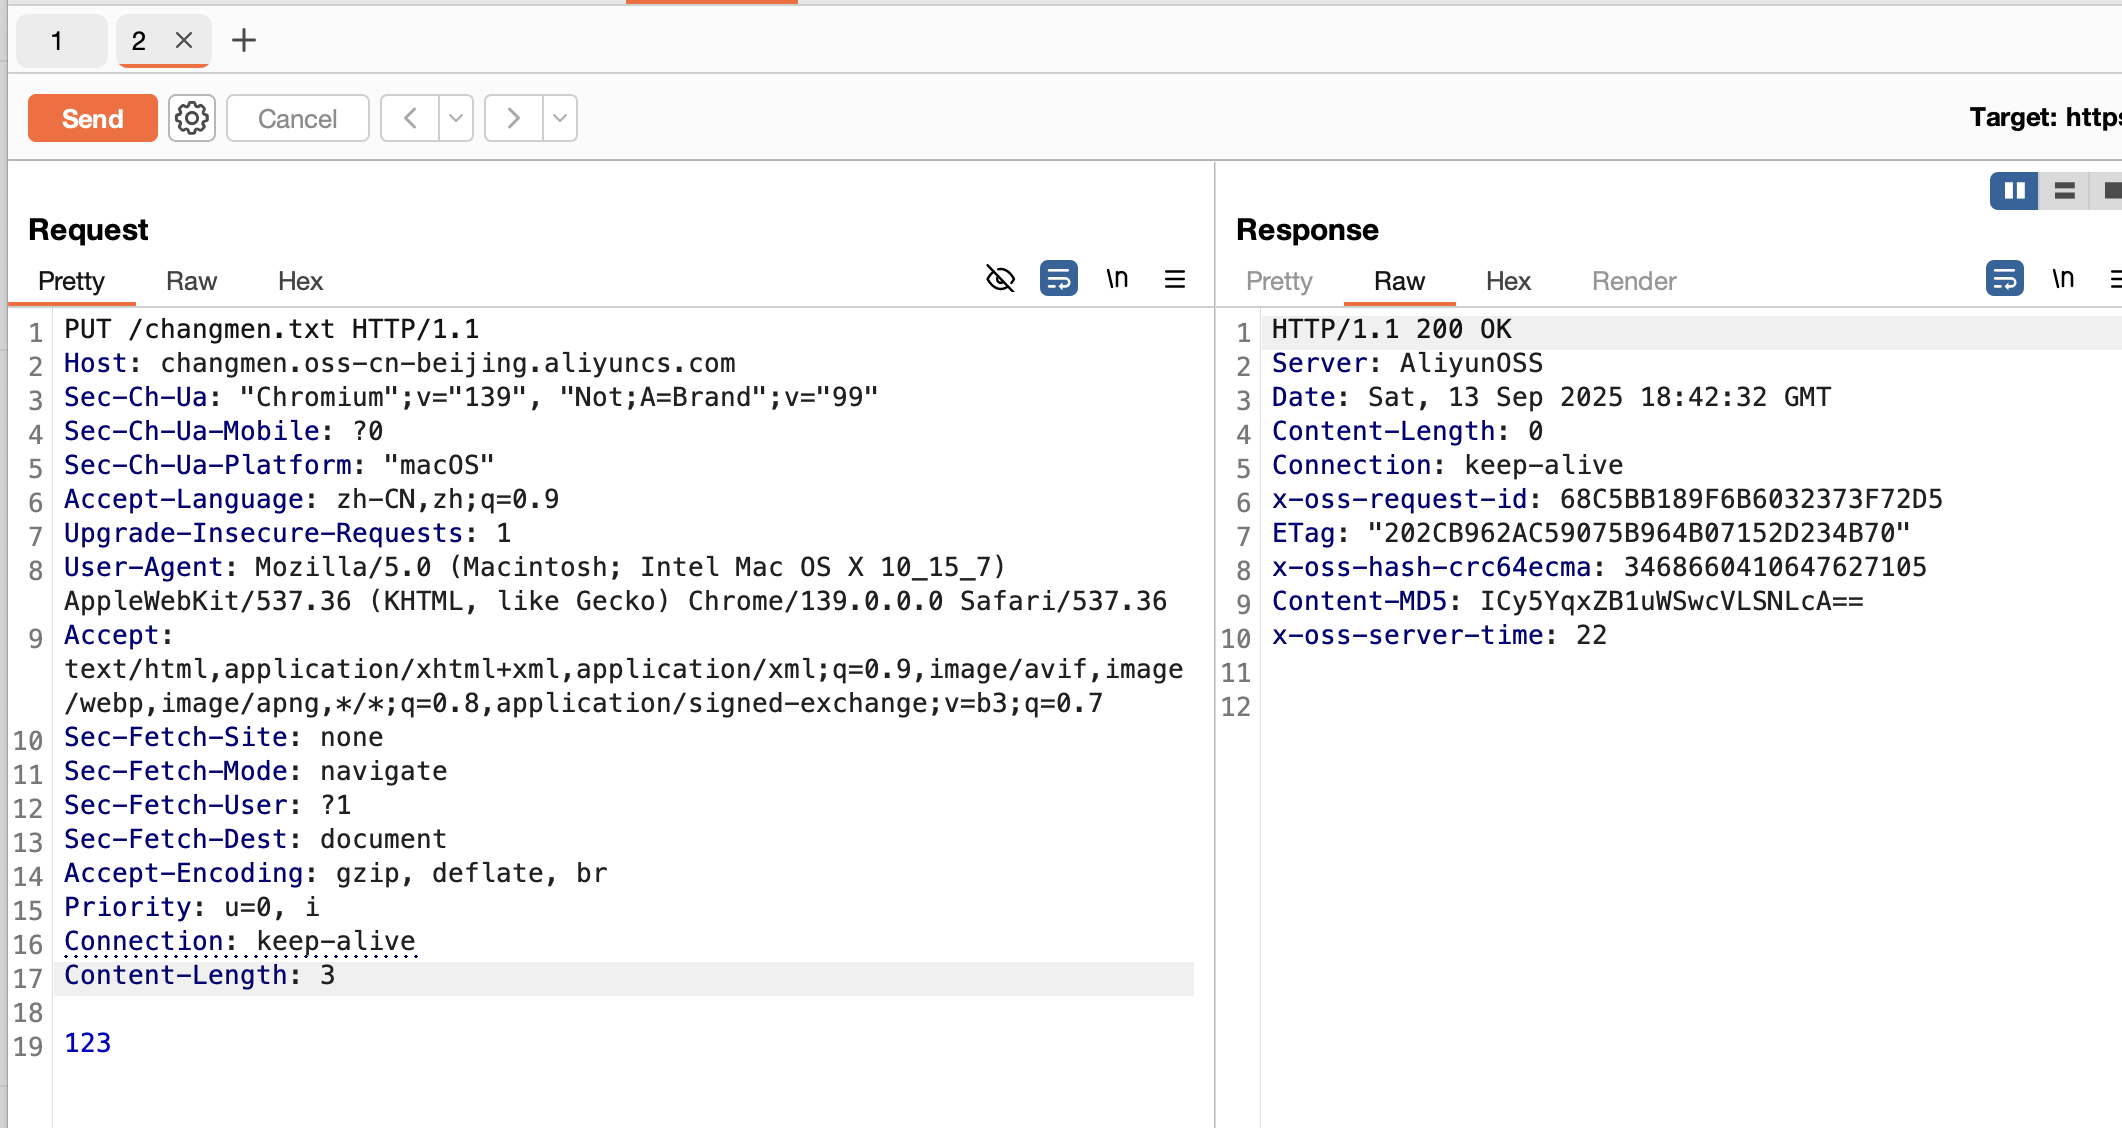 1
2
Send
Cancel
Target: https
Request
Pretty Raw Hex
\n
1 PUT /changmen.txt HTTP/1.1
2 Host: changmen.oss-cn-beijing.aliyuncs.com
3 Sec-Ch-Ua: "Chromium";v="139", "Not;A=Brand";v="99"
4 Sec-Ch-Ua-Mobile: ?0
5 Sec-Ch-Ua-Platform: "macOS"
6 Accept-Language: zh-CN,zh;q=0.9
7 Upgrade-Insecure-Requests: 1
8 User-Agent: Mozilla/5.0 (Macintosh; Intel Mac OS X 10_15_7)
AppleWebKit/537.36 (KHTML, like Gecko) Chrome/139.0.0.0 Safari/537.36
9 Accept:
text/html,application/xhtml+xml,application/xml;q=0.9,image/avif,image
/webp,image/apng,*/*;q=0.8,application/signed-exchange;v=b3;q=0.7
10 Sec-Fetch-Site: none
11 Sec-Fetch-Mode: navigate
12 Sec-Fetch-User: ?1
13 Sec-Fetch-Dest: document
14 Accept-Encoding: gzip, deflate, br
15 Priority: u=0, i
16 Connection: keep-alive
17 Content-Length: 3
18
19 123
Response
Pretty Raw Hex Render
\n
1 HTTP/1.1 200 OK
2 Server: AliyunOSS
3 Date: Sat, 13 Sep 2025 18:42:32 GMT
4 Content-Length: 0
5 Connection: keep-alive
6 x-oss-request-id: 68C5BB189F6B6032373F72D5
7 ETag: "202CB962AC59075B964B07152D234B70"
8 x-oss-hash-crc64ecma: 3468660410647627105
9 Content-MD5: ICy5YqxZB1uWSwcVLSNLcA==
10 x-oss-server-time: 22
11
12